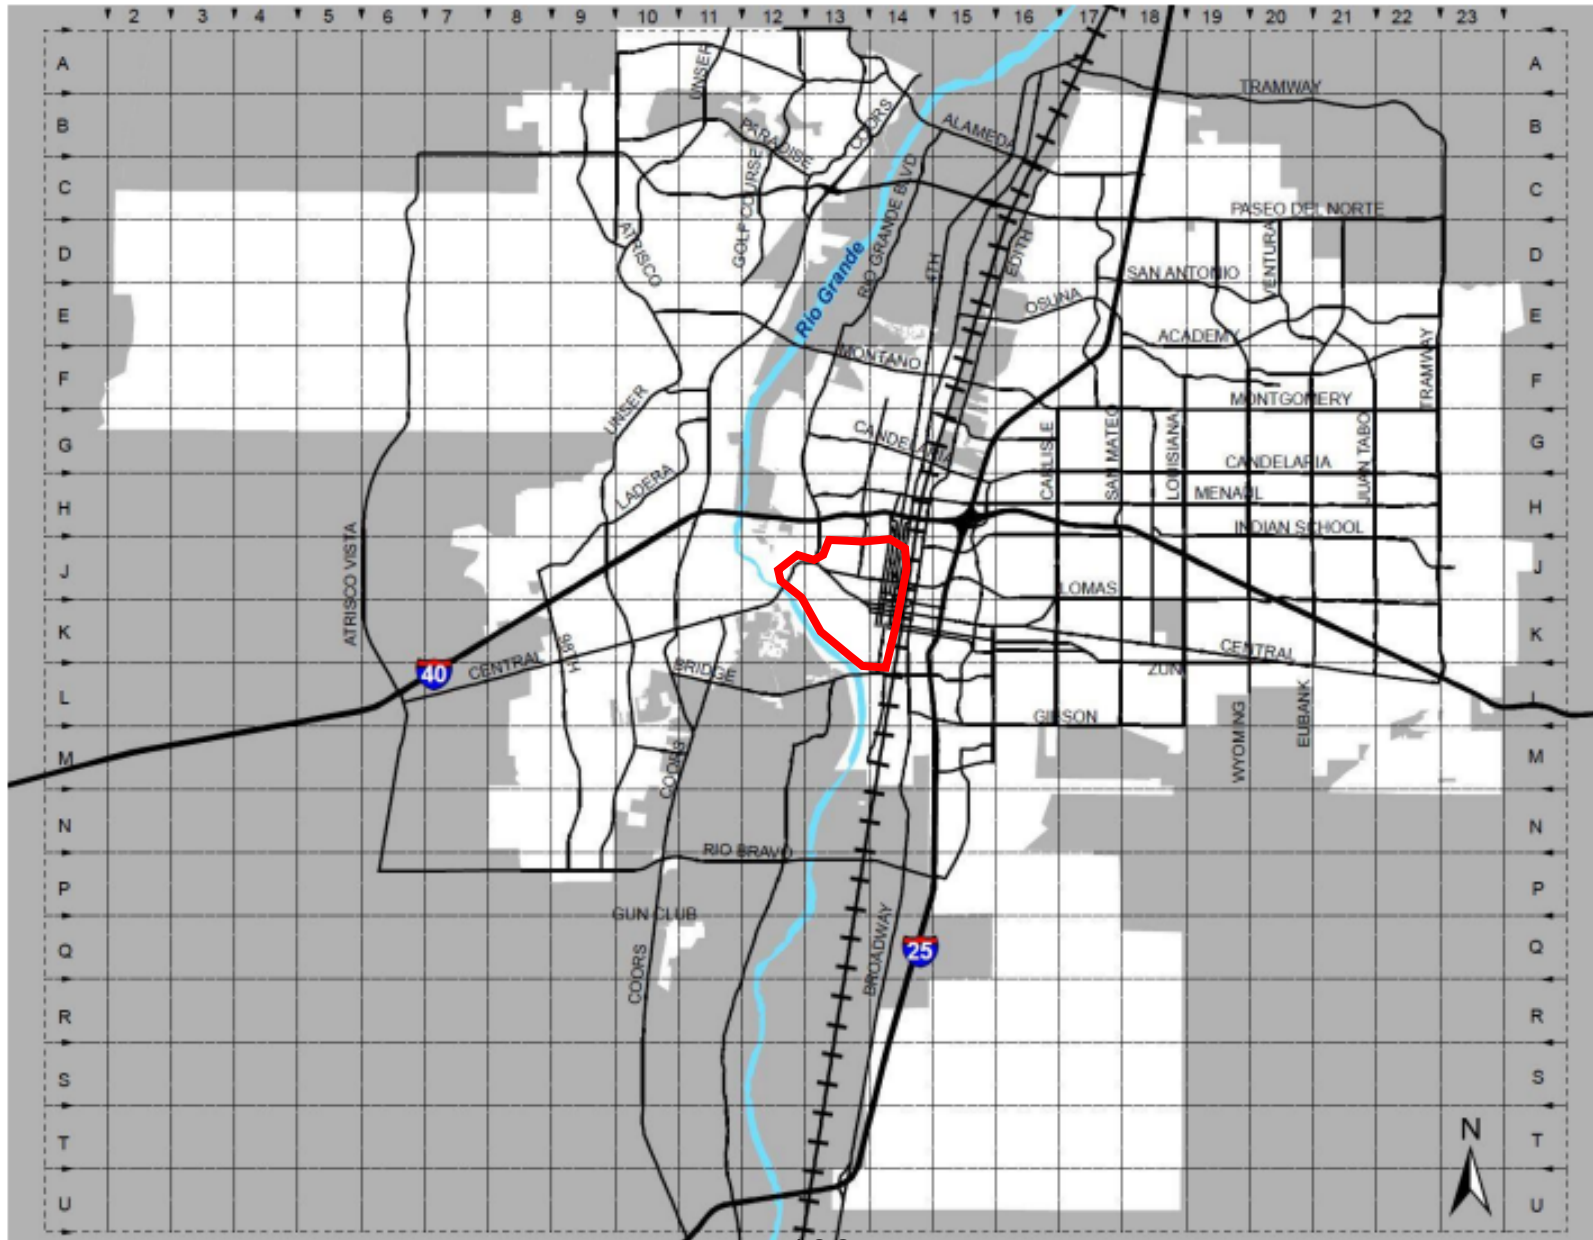 2 3 4 5 6 7 8 9 10 11 12 13 14 15 16 17 18 19 20 21 22 23
A UNSER TRAMWAY A
B PARADISE COORS ALAMEDA B
C GOLF COURSE RIO GRANDE BLVD PASEO DEL NORTE C
D ATRISCO Rio Grande 4TH EDITH SAN ANTONIO VENTURA D
E OSUNA ACADEMY E
F MONTANO MONTGOMERY TRAMWAY F
G UNSER CANDELARIA CARLISLE SAN MATEO LOUISIANA CANDELARIA JUAN TABO G
H LADERA MENAUL H
INDIAN SCHOOL
J ATRISCO VISTA LOMAS J
K 98TH CENTRAL K
40 CENTRAL BRIDGE ZUNI
L GIBSON WYOMING EUBANK L
M COORS M
N N
RIO BRAVO
P P
GUN CLUB
Q COORS BROADWAY 25 Q
R R
S S
T N T
U U